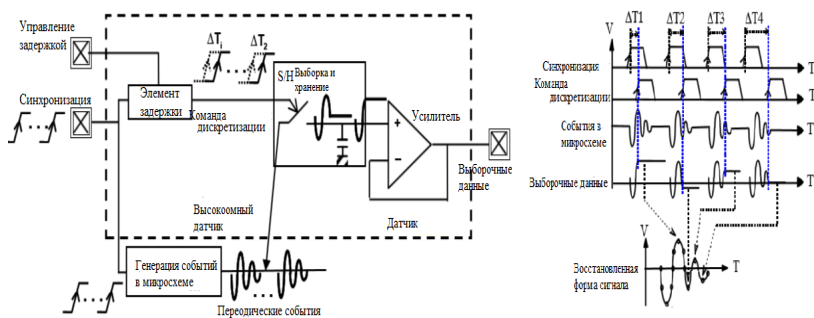 Управление
задержкой
Синхронизация
Элемент
задержки
Команда
дискретизации
ΔT1
ΔT2
S/H Выборка и
хранение
Усилитель
+
−
Выборочные
данные
Высокоомный
датчик
Датчик
Генерация событий
в микросхеме
Переодические события
ΔT1
ΔT2
ΔT3
ΔT4
V
T
Синхронизация
Команда
дискретизации
T
События в
микросхеме
T
Выборочные данные
T
V
Восстановленная
форма сигнала
T